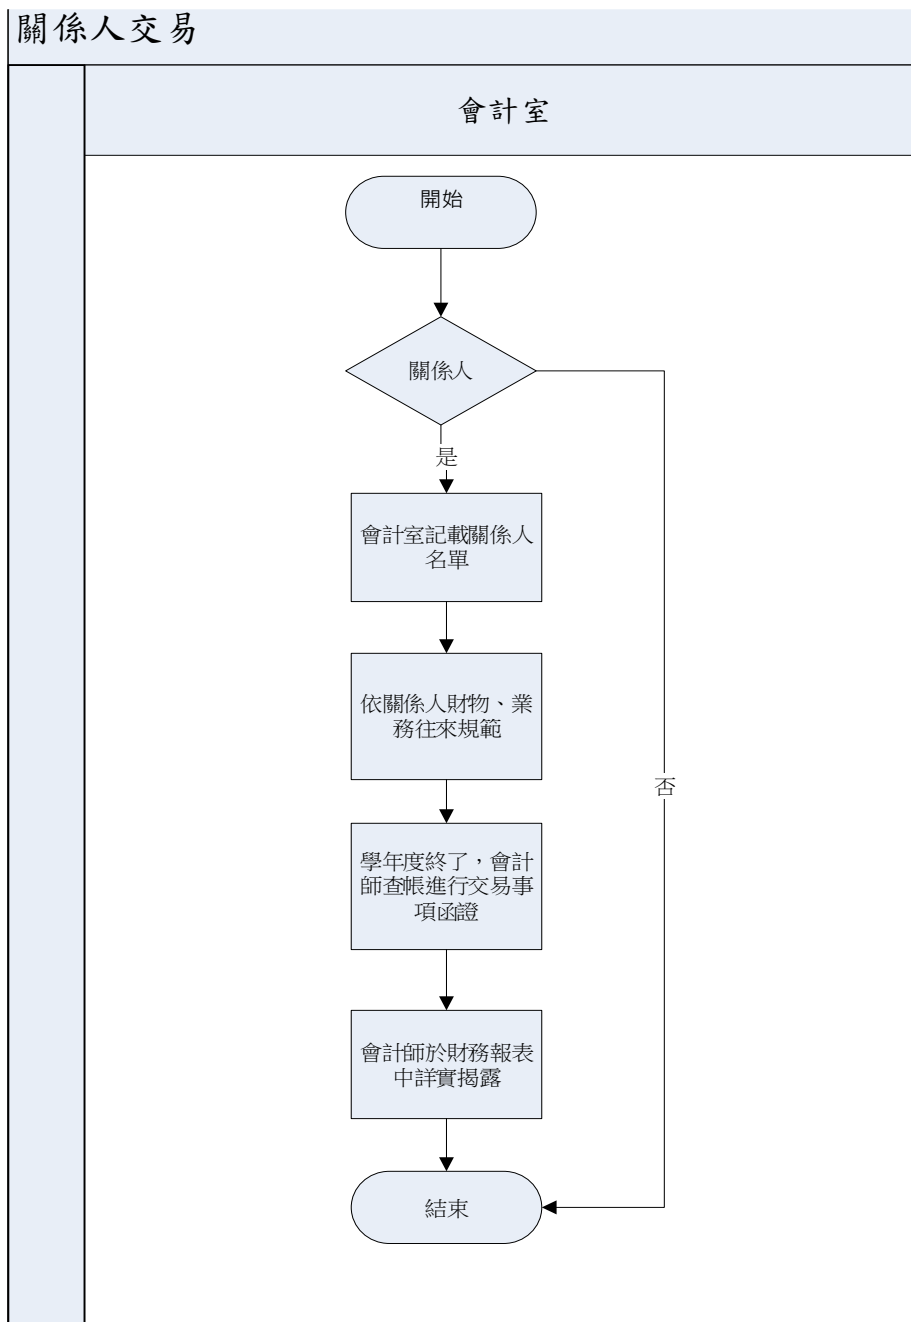 關係人交易
會計室
開始
關係人
是
會計室記載關係人
名單
依關係人財物、業
務往來規範
否
學年度終了，會計
師查帳進行交易事
項函證
會計師於財務報表
中詳實揭露
結束